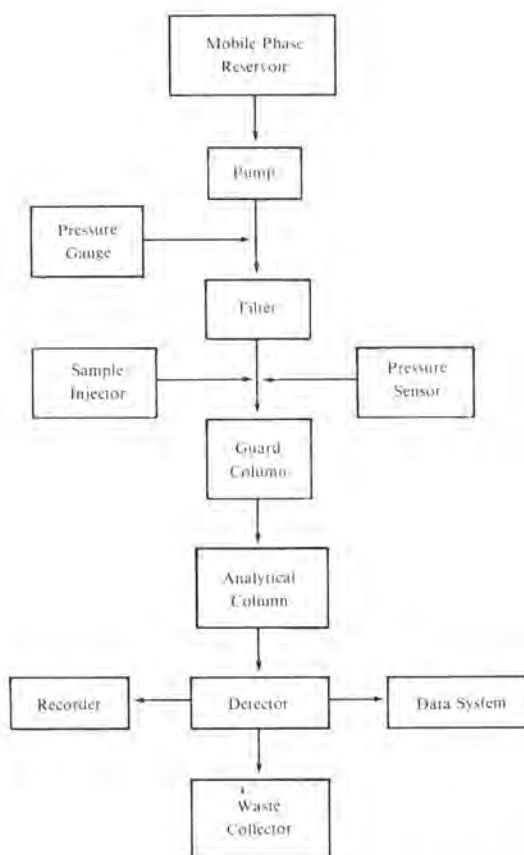 Mobile Phase
Reservoir
Pump
Pressure
Gauge
Filter
Sample
Injector
Pressure
Sensor
Guard
Column
Analytical
Column
Recorder
Detector
Data System
Waste
Collector